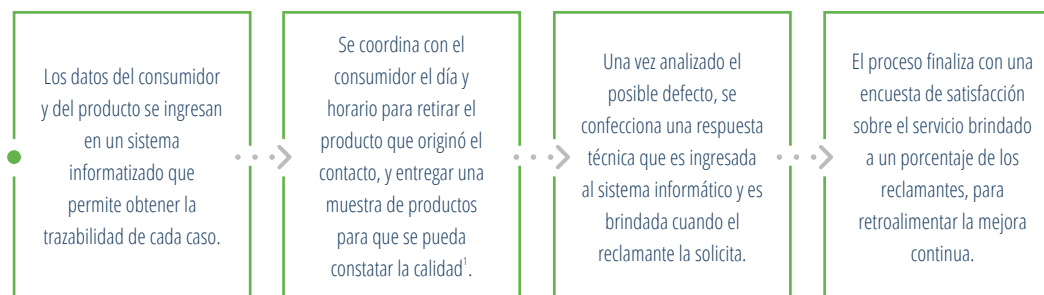 Los datos del consumidor
y del producto se ingresan
en un sistema
informatizado que
permite obtener la
trazabilidad de cada caso.
Se coordina con el
consumidor el día y
horario para retirar el
producto que originó el
contacto, y entregar una
muestra de productos
para que se pueda
constatar la calidad¹.
Una vez analizado el
posible defecto, se
confecciona una respuesta
técnica que es ingresada
al sistema informático y es
brindada cuando el
reclamante la solicita.
El proceso finaliza con una
encuesta de satisfacción
sobre el servicio brindado
a un porcentaje de los
reclamantes, para
retroalimentar la mejora
continua.